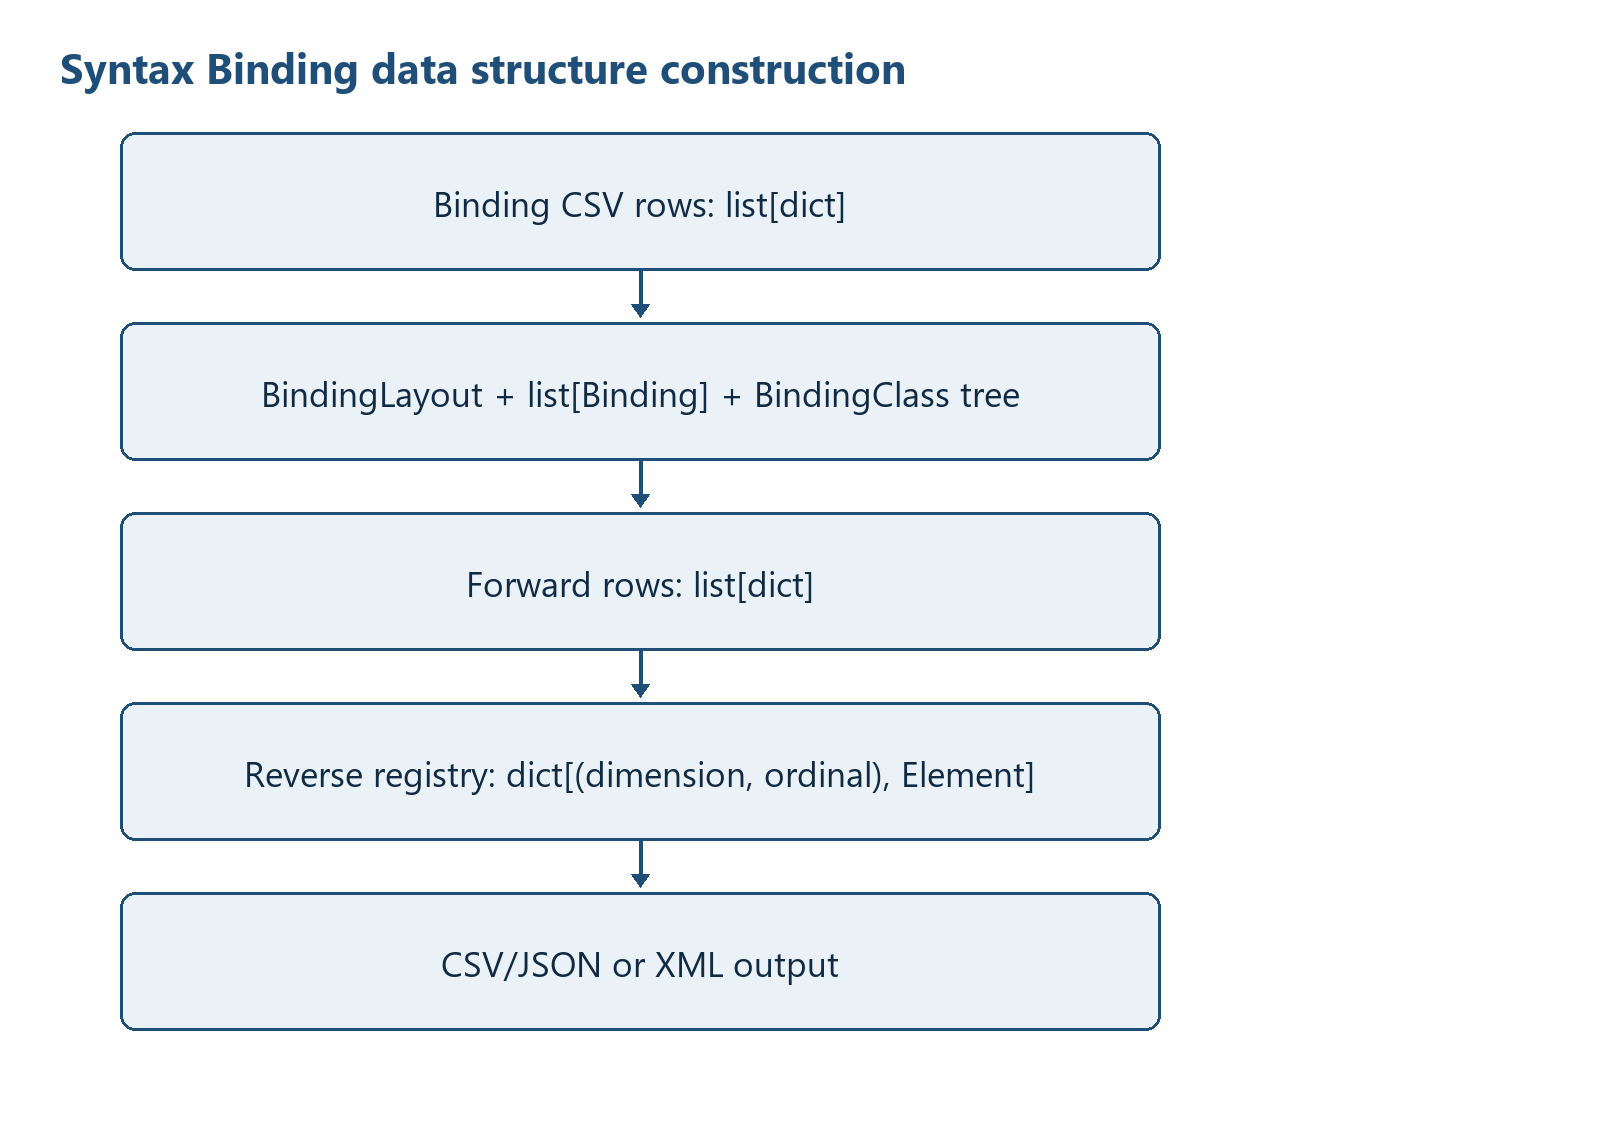 Syntax Binding data structure construction
Binding CSV rows: list[dict]
BindingLayout + list[Binding] + BindingClass tree
Forward rows: list[dict]
Reverse registry: dict[(dimension, ordinal), Element]
CSV/JSON or XML output